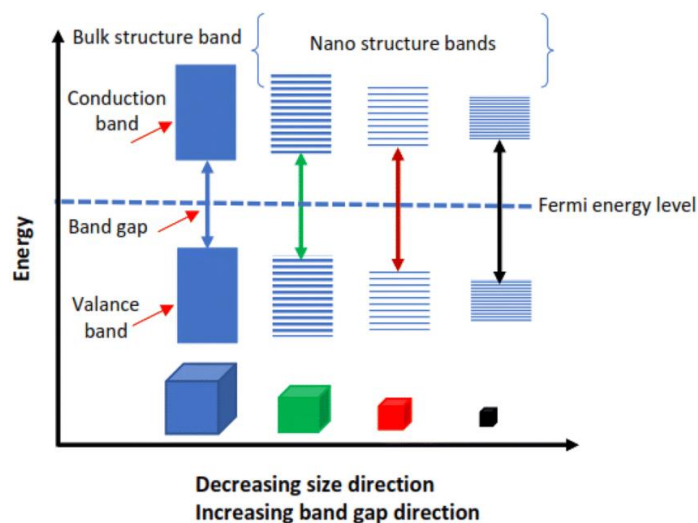 Bulk structure band
Nano structure bands
Conduction
band
Fermi energy level
Band gap
Energy
Valance
band
Decreasing size direction
Increasing band gap direction